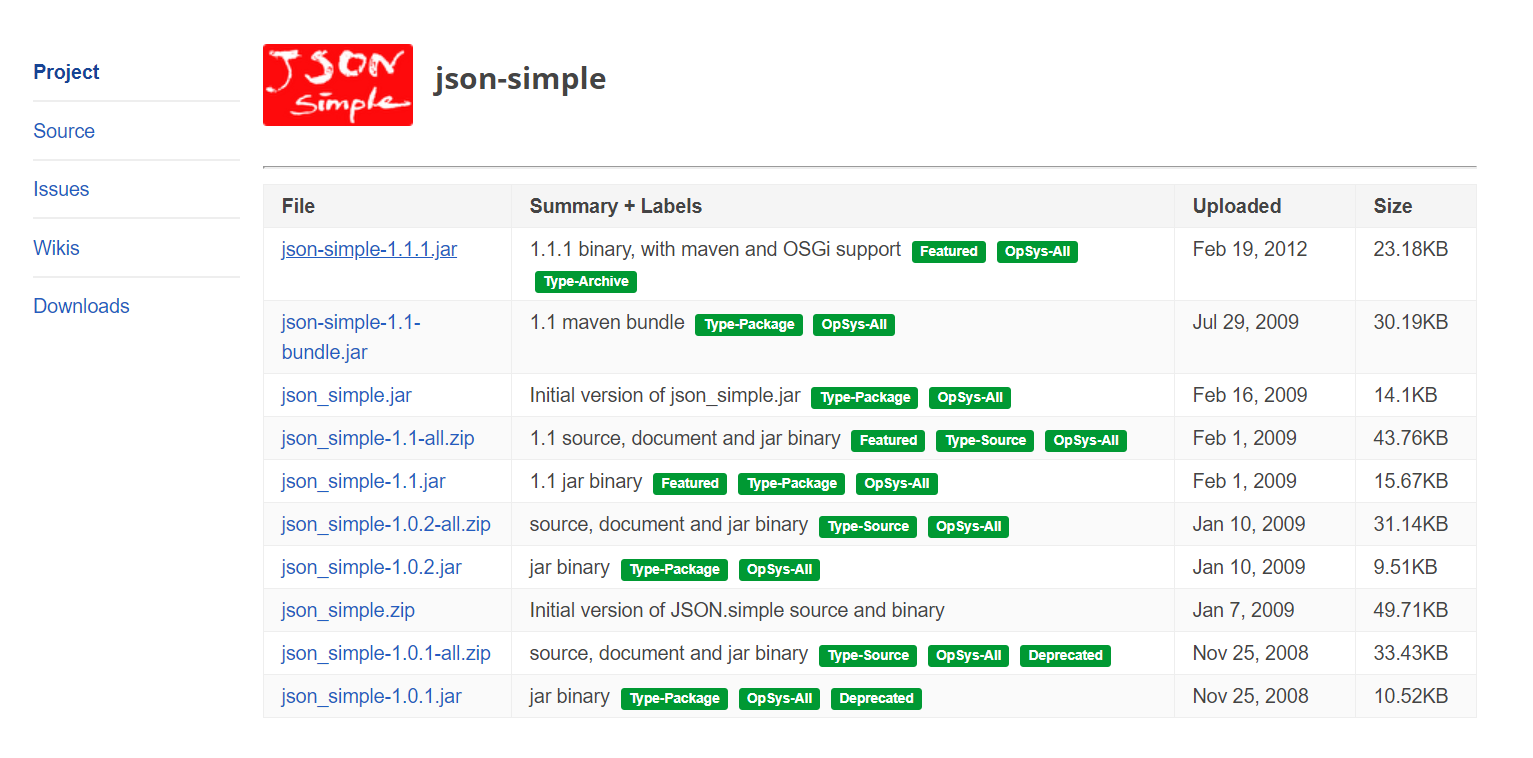 Project
Source
Issues
Wikis
Downloads
JSON
Simple
json-simple
File Summary + Labels Uploaded Size
json-simple-1.1.1.jar 1.1.1 binary, with maven and OSGi support Featured OpSys-All Feb 19, 2012 23.18KB
Type-Archive
json-simple-1.1- 1.1 maven bundle Type-Package OpSys-All Jul 29, 2009 30.19KB
bundle.jar
json_simple.jar Initial version of json_simple.jar Type-Package OpSys-All Feb 16, 2009 14.1KB
json_simple-1.1-all.zip 1.1 source, document and jar binary Featured Type-Source OpSys-All Feb 1, 2009 43.76KB
json_simple-1.1.jar 1.1 jar binary Featured Type-Package OpSys-All Feb 1, 2009 15.67KB
json_simple-1.0.2-all.zip source, document and jar binary Type-Source OpSys-All Jan 10, 2009 31.14KB
json_simple-1.0.2.jar jar binary Type-Package OpSys-All Jan 10, 2009 9.51KB
json_simple.zip Initial version of JSON.simple source and binary Jan 7, 2009 49.71KB
json_simple-1.0.1-all.zip source, document and jar binary Type-Source OpSys-All Deprecated Nov 25, 2008 33.43KB
json_simple-1.0.1.jar jar binary Type-Package OpSys-All Deprecated Nov 25, 2008 10.52KB